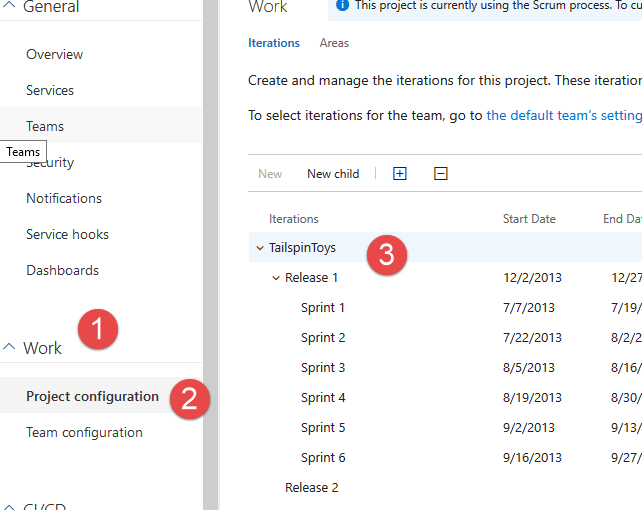 General
Overview
Services
Teams
Teams
Security
Notifications
Service hooks
Dashboards
1
Work
Project configuration
2
Team configuration
CI/CD
Work
This project is currently using the Scrum process. To cu
Iterations Areas
Create and manage the iterations for this project. These iteration
To select iterations for the team, go to the default team's setting
New New child
Iterations Start Date End Da
TailspinToys
3
Release 1 12/2/2013 12/27
Sprint 1 7/7/2013 7/19/
Sprint 2 7/22/2013 8/2/2
Sprint 3 8/5/2013 8/16/
Sprint 4 8/19/2013 8/30/
Sprint 5 9/2/2013 9/13/
Sprint 6 9/16/2013 9/27/
Release 2